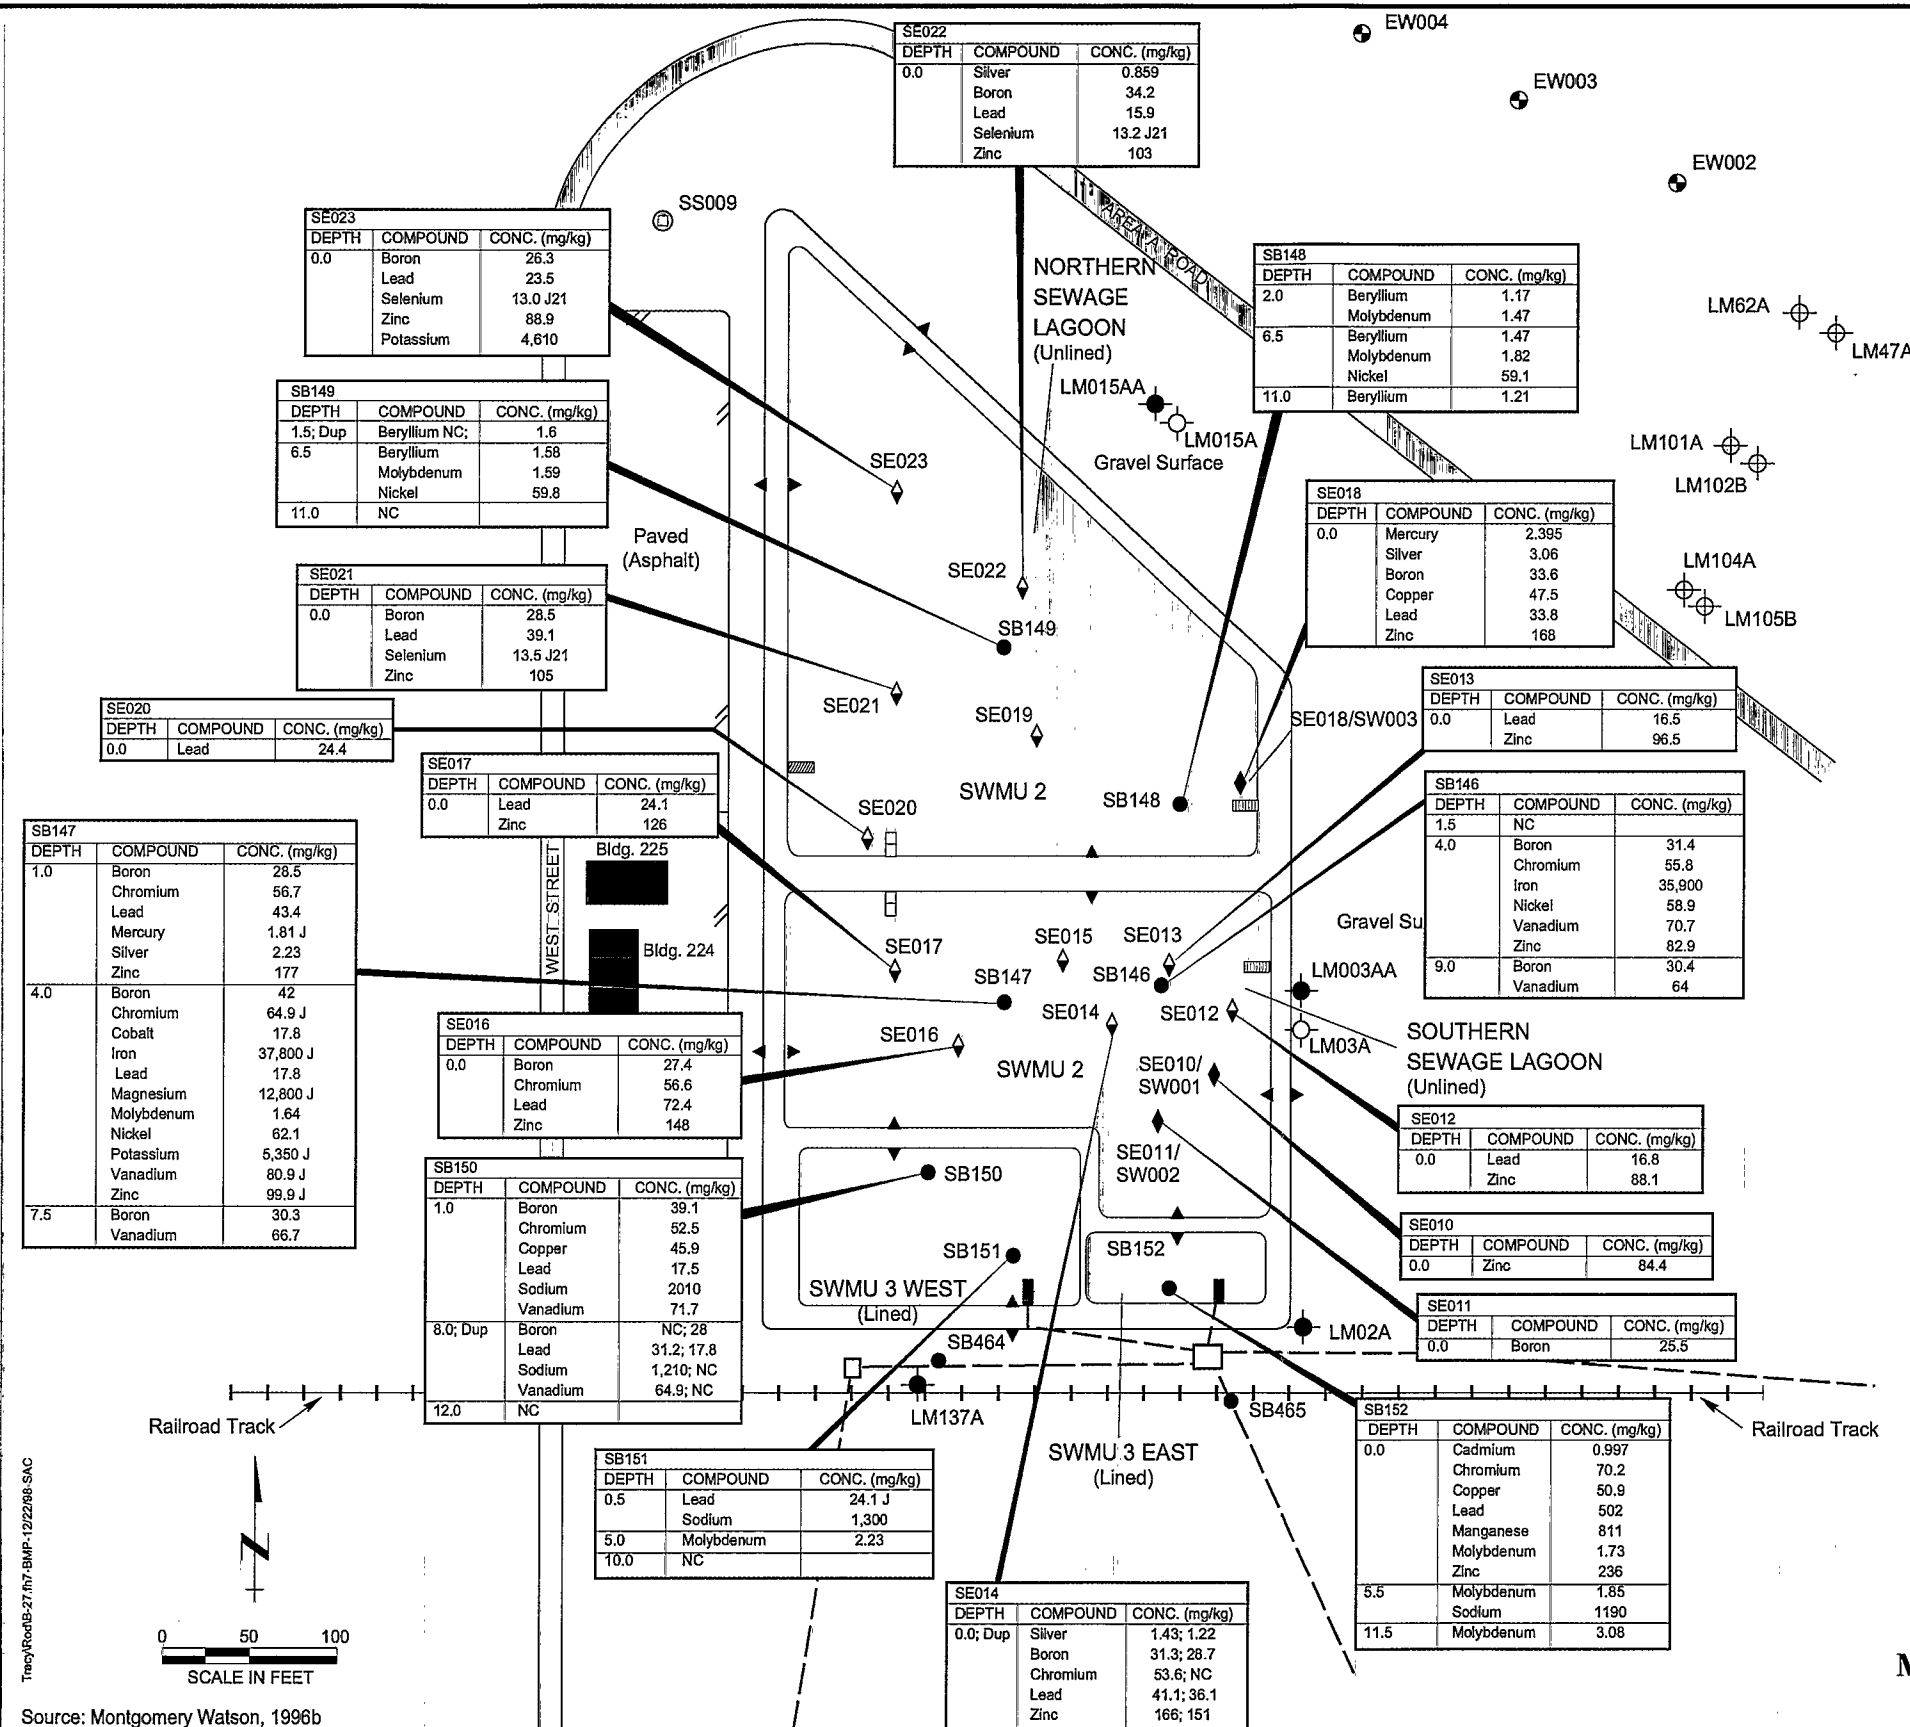 EW004
EW003
EW002
SE022
DEPTH COMPOUND CONC. (mg/kg)
0.0 Silver 0.859
Boron 34.2
Lead 15.9
Selenium 13.2 J21
Zinc 103
SS009
AREA A ROAD
SE023
DEPTH COMPOUND CONC. (mg/kg)
0.0 Boron 26.3
Lead 23.5
Selenium 13.0 J21
Zinc 88.9
Potassium 4,610
NORTHERN
SEWAGE
LAGOON
(Unlined)
SB148
DEPTH COMPOUND CONC. (mg/kg)
2.0 Beryllium 1.17
Molybdenum 1.47
6.5 Beryllium 1.47
Molybdenum 1.82
Nickel 59.1
11.0 Beryllium 1.21
LM62A
LM47A
SB149
DEPTH COMPOUND CONC. (mg/kg)
1.5; Dup Beryllium NC; 1.6
6.5 Beryllium 1.58
Molybdenum 1.59
Nickel 59.8
11.0 NC
LM015AA
LM015A
Gravel Surface
LM101A
LM102B
SE023
Paved
(Asphalt)
SE018
DEPTH COMPOUND CONC. (mg/kg)
0.0 Mercury 2.395
Silver 3.06
Boron 33.6
Copper 47.5
Lead 33.8
Zinc 168
LM104A
LM105B
SE021
DEPTH COMPOUND CONC. (mg/kg)
0.0 Boron 28.5
Lead 39.1
Selenium 13.5 J21
Zinc 105
SE022
SB149
SE021
SE019
SE018/SW003
SE013
DEPTH COMPOUND CONC. (mg/kg)
0.0 Lead 16.5
Zinc 96.5
SE020
DEPTH COMPOUND CONC. (mg/kg)
0.0 Lead 24.4
SE017
DEPTH COMPOUND CONC. (mg/kg)
0.0 Lead 24.1
Zinc 126
SWMU 2
SB148
SE020
SB146
DEPTH COMPOUND CONC. (mg/kg)
1.5 NC
4.0 Boron 31.4
Chromium 55.8
Iron 35,900
Nickel 58.9
Vanadium 70.7
Zinc 82.9
9.0 Boron 30.4
Vanadium 64
SB147
DEPTH COMPOUND CONC. (mg/kg)
1.0 Boron 28.5
Chromium 56.7
Lead 43.4
Mercury 1.81 J
Silver 2.23
Zinc 177
4.0 Boron 42
Chromium 64.9 J
Cobalt 17.8
Iron 37,800 J
Lead 17.8
Magnesium 12,800 J
Molybdenum 1.64
Nickel 62.1
Potassium 5,350 J
Vanadium 80.9 J
Zinc 99.9 J
7.5 Boron 30.3
Vanadium 66.7
Bldg. 225
WEST STREET
Bldg. 224
Gravel Su
SE017
SE015
SE013
SB147
SB146
LM003AA
SE014
SE012
LM03A
SOUTHERN
SEWAGE LAGOON
(Unlined)
SE016
DEPTH COMPOUND CONC. (mg/kg)
0.0 Boron 27.4
Chromium 56.6
Lead 72.4
Zinc 148
SE016
SWMU 2
SE010/
SW001
SE011/
SW002
SE012
DEPTH COMPOUND CONC. (mg/kg)
0.0 Lead 16.8
Zinc 88.1
SB150
DEPTH COMPOUND CONC. (mg/kg)
1.0 Boron 39.1
Chromium 52.5
Copper 45.9
Lead 17.5
Sodium 2010
Vanadium 71.7
8.0; Dup Boron NC; 28
Lead 31.2; 17.8
Sodium 1,210; NC
Vanadium 64.9; NC
12.0 NC
SB150
SE010
DEPTH COMPOUND CONC. (mg/kg)
0.0 Zinc 84.4
SB151
SB152
SWMU 3 WEST
(Lined)
SE011
DEPTH COMPOUND CONC. (mg/kg)
0.0 Boron 25.5
SB464
LM02A
Railroad Track
LM137A
SB465
SWMU 3 EAST
(Lined)
Railroad Track
SB152
DEPTH COMPOUND CONC. (mg/kg)
0.0 Cadmium 0.997
Chromium 70.2
Copper 50.9
Lead 502
Manganese 811
Molybdenum 1.73
Zinc 236
5.5 Molybdenum 1.85
Sodium 1190
11.5 Molybdenum 3.08
SB151
DEPTH COMPOUND CONC. (mg/kg)
0.5 Lead 24.1 J
Sodium 1,300
5.0 Molybdenum 2.23
10.0 NC
SE014
DEPTH COMPOUND CONC. (mg/kg)
0.0; Dup Silver 1.43; 1.22
Boron 31.3; 28.7
Chromium 53.6; NC
Lead 41.1; 36.1
Zinc 166; 151
N
0 50 100
SCALE IN FEET
Tracy\Rod\B-27.fh7-BMP-12/22/98-SAC
Source: Montgomery Watson, 1996b
M